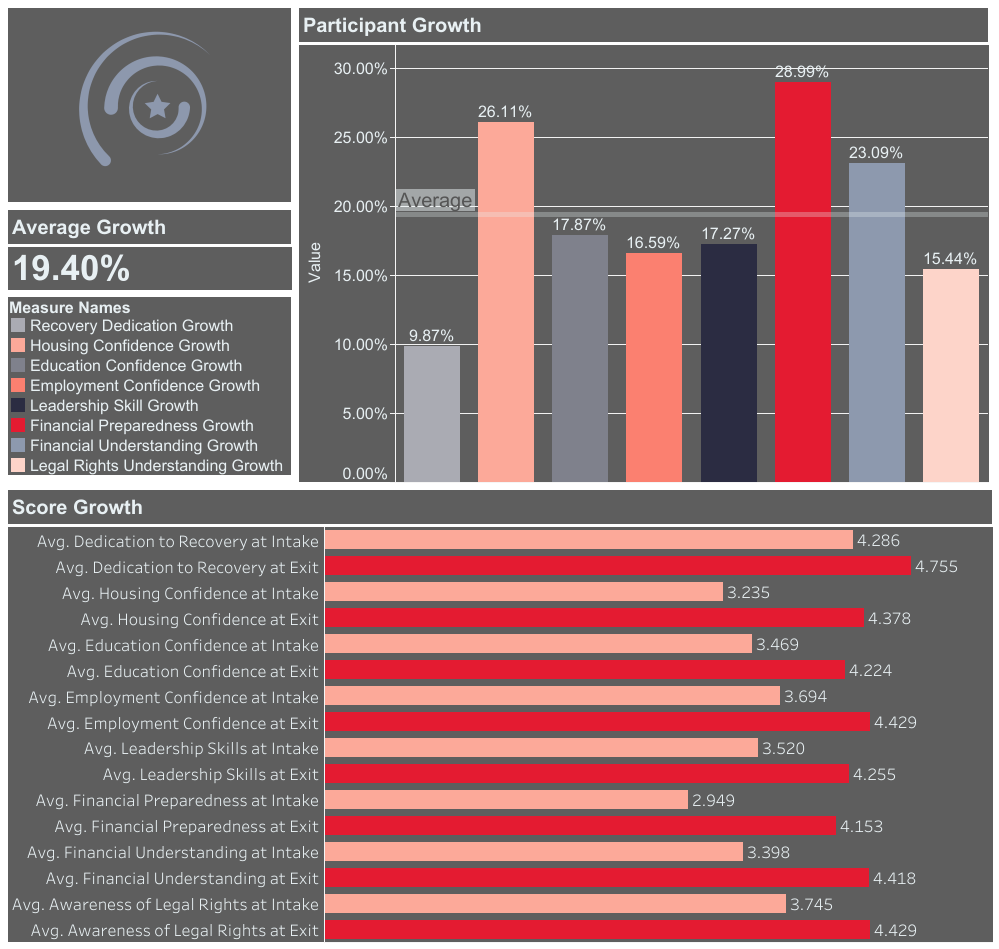 Participant Growth
30.00%
25.00%
20.00%
15.00%
10.00%
5.00%
0.00%
Value
Average
9.87%
26.11%
17.87%
16.59%
17.27%
28.99%
23.09%
15.44%
Average Growth
19.40%
Measure Names
Recovery Dedication Growth
Housing Confidence Growth
Education Confidence Growth
Employment Confidence Growth
Leadership Skill Growth
Financial Preparedness Growth
Financial Understanding Growth
Legal Rights Understanding Growth
Score Growth
Avg. Dedication to Recovery at Intake 4.286
Avg. Dedication to Recovery at Exit 4.755
Avg. Housing Confidence at Intake 3.235
Avg. Housing Confidence at Exit 4.378
Avg. Education Confidence at Intake 3.469
Avg. Education Confidence at Exit 4.224
Avg. Employment Confidence at Intake 3.694
Avg. Employment Confidence at Exit 4.429
Avg. Leadership Skills at Intake 3.520
Avg. Leadership Skills at Exit 4.255
Avg. Financial Preparedness at Intake 2.949
Avg. Financial Preparedness at Exit 4.153
Avg. Financial Understanding at Intake 3.398
Avg. Financial Understanding at Exit 4.418
Avg. Awareness of Legal Rights at Intake 3.745
Avg. Awareness of Legal Rights at Exit 4.429